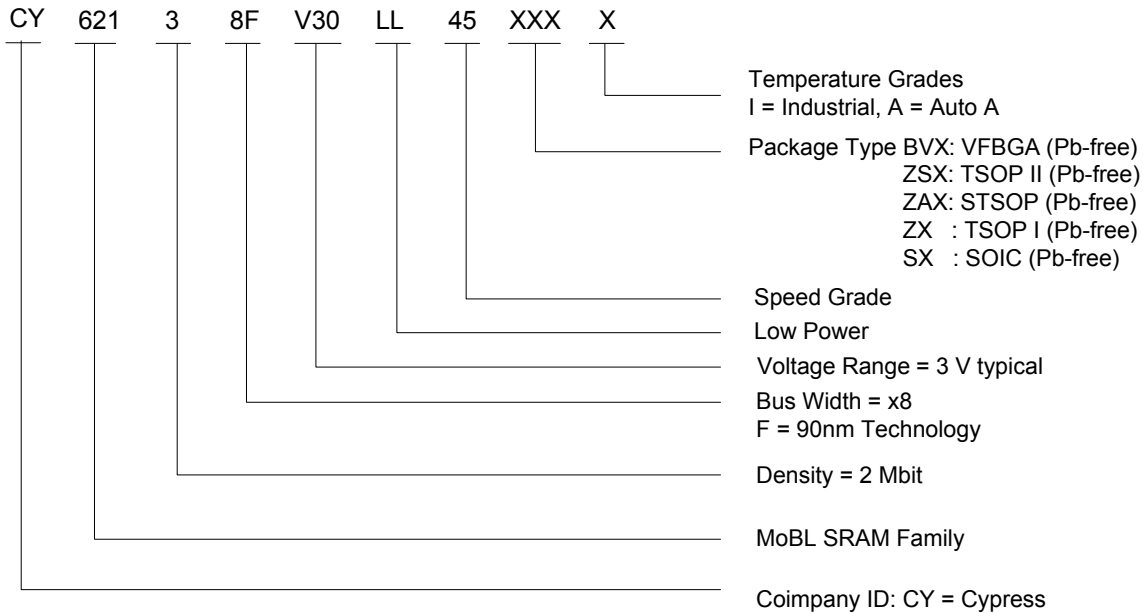 CY 621 3 8F V30 LL 45 XXX X
Temperature Grades
I = Industrial, A = Auto A
Package Type BVX: VFBGA (Pb-free)
ZSX: TSOP II (Pb-free)
ZAX: STSOP (Pb-free)
ZX : TSOP I (Pb-free)
SX : SOIC (Pb-free)
Speed Grade
Low Power
Voltage Range = 3 V typical
Bus Width = x8
F = 90nm Technology
Density = 2 Mbit
MoBL SRAM Family
Coimpany ID: CY = Cypress